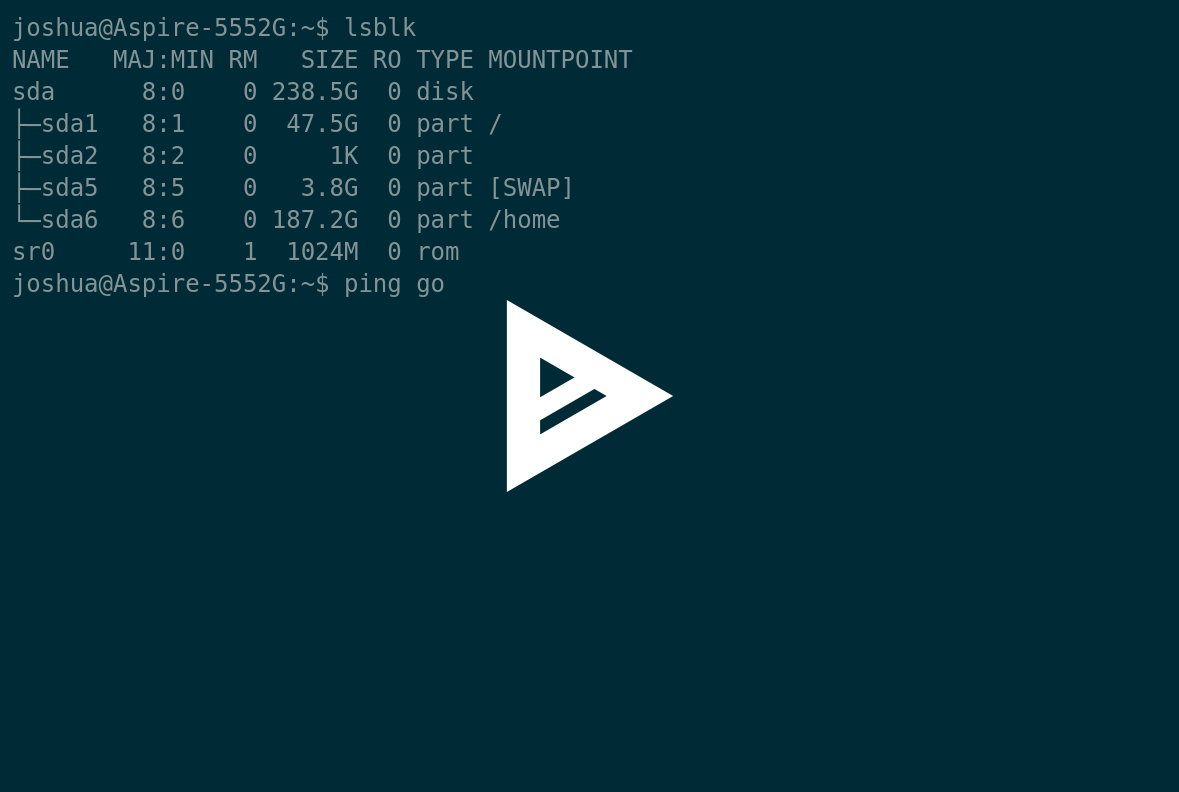 joshua@Aspire-5552G:~$ lsblk
NAME   MAJ:MIN RM   SIZE RO TYPE MOUNTPOINT
sda      8:0    0 238.5G  0 disk
├─sda1   8:1    0  47.5G  0 part /
├─sda2   8:2    0     1K  0 part
├─sda5   8:5    0   3.8G  0 part [SWAP]
└─sda6   8:6    0 187.2G  0 part /home
sr0     11:0    1  1024M  0 rom
joshua@Aspire-5552G:~$ ping go